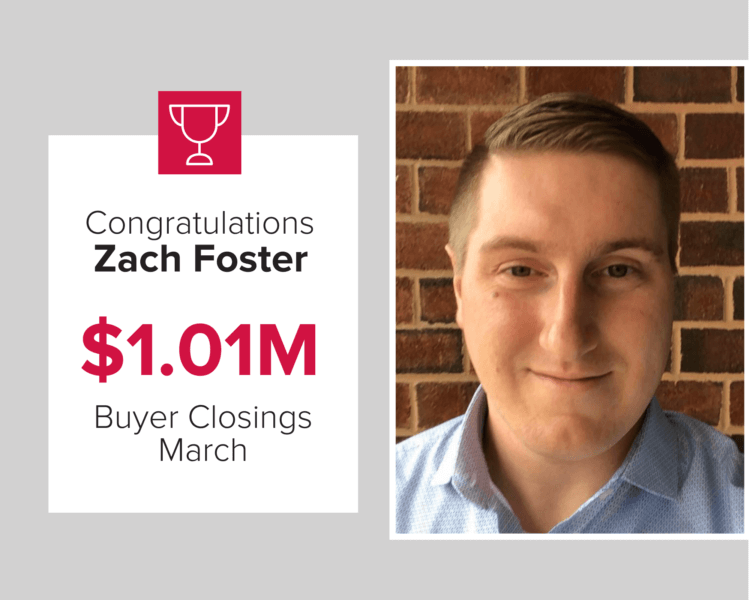 Congratulations
Zach Foster
$1.01M
Buyer Closings
March